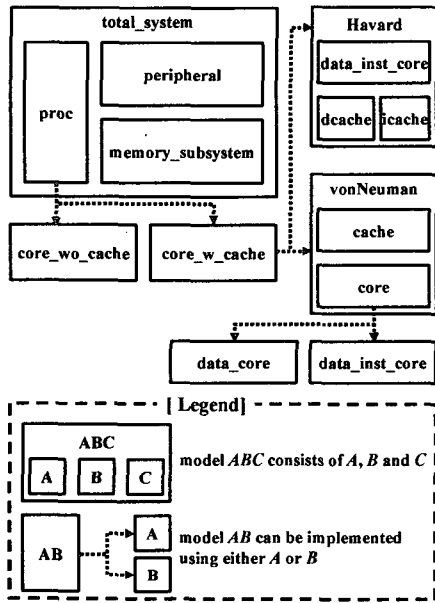 total_system
proc
peripheral
memory_subsystem
core_wo_cache
core_w_cache
Havard
data_inst_core
dcache
icache
vonNeuman
cache
core
data_core
data_inst_core
[ Legend]
ABC
A
B
C
model ABC consists of A, B and C
AB
A
B
model AB can be implemented
using either A or B